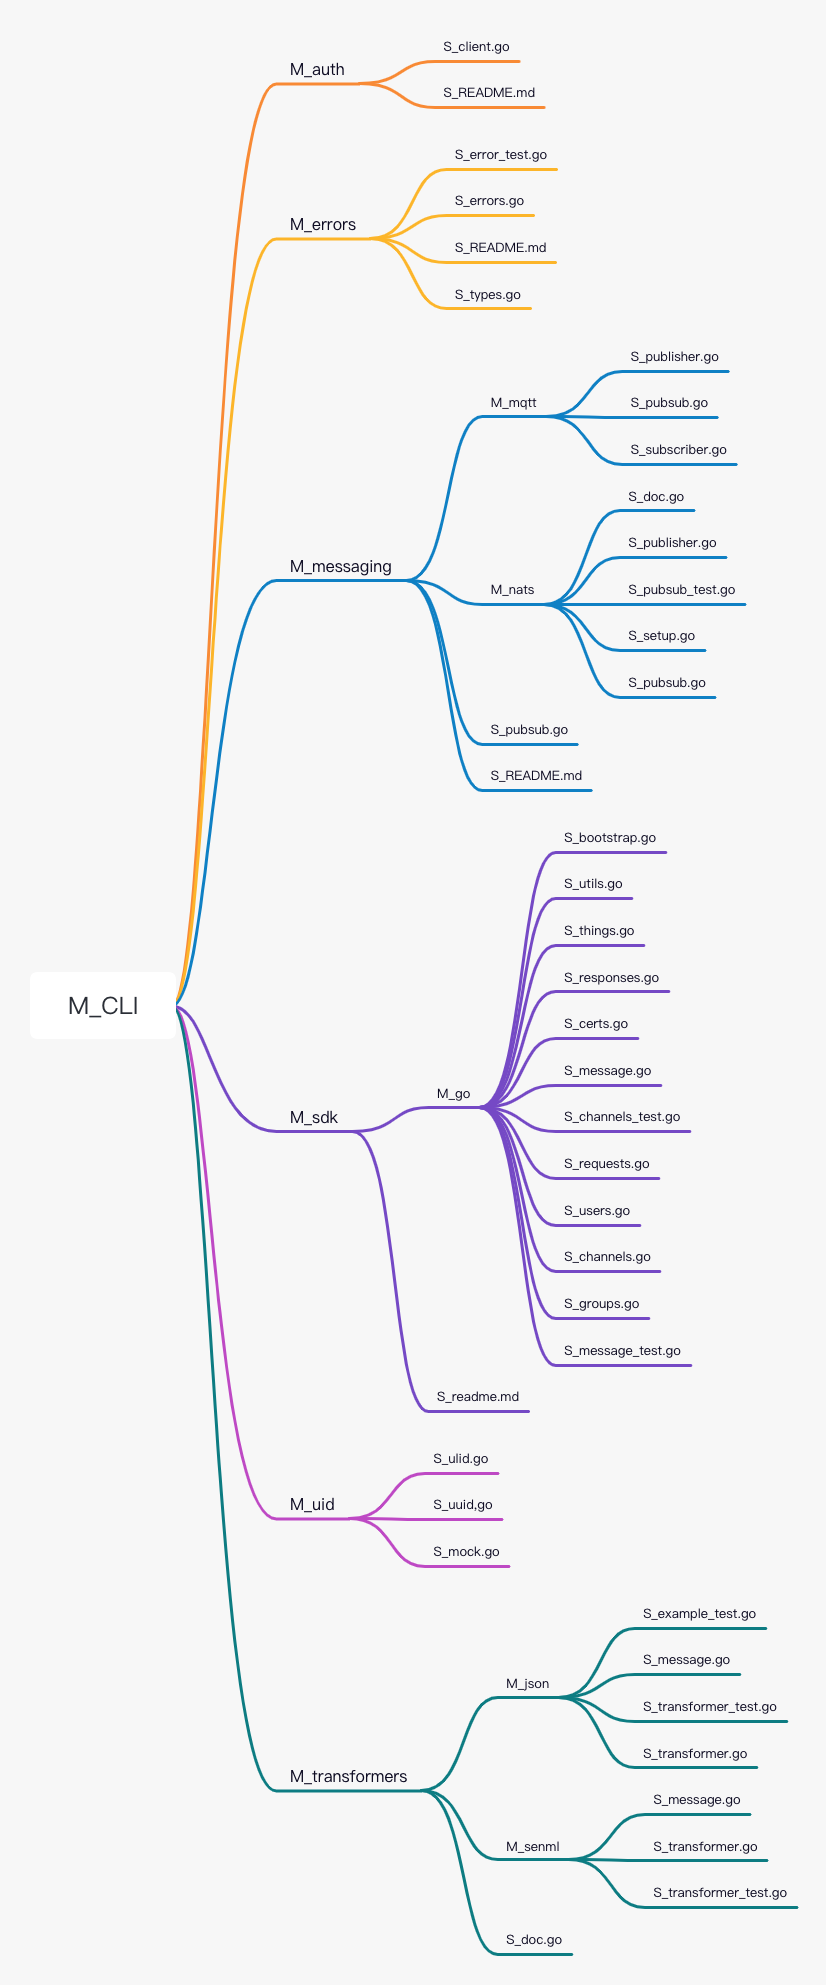 M_CLI
M_auth
S_client.go
S_README.md
M_errors
S_error_test.go
S_errors.go
S_README.md
S_types.go
M_messaging
M_mqtt
S_publisher.go
S_pubsub.go
S_subscriber.go
M_nats
S_doc.go
S_publisher.go
S_pubsub_test.go
S_setup.go
S_pubsub.go
S_pubsub.go
S_README.md
M_sdk
M_go
S_bootstrap.go
S_utils.go
S_things.go
S_responses.go
S_certs.go
S_message.go
S_channels_test.go
S_requests.go
S_users.go
S_channels.go
S_groups.go
S_message_test.go
S_readme.md
M_uid
S_ulid.go
S_uuid,go
S_mock.go
M_transformers
M_json
S_example_test.go
S_message.go
S_transformer_test.go
S_transformer.go
M_senml
S_message.go
S_transformer.go
S_transformer_test.go
S_doc.go